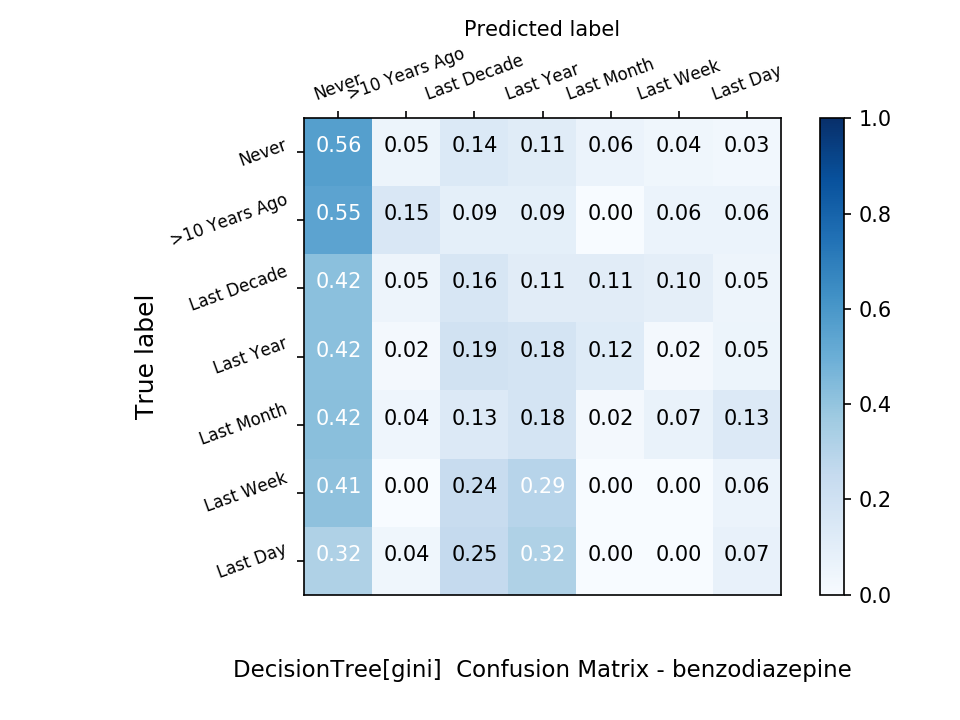 Predicted label
Never >10 Years Ago Last Decade Last Year Last Month Last Week Last Day
Never 0.56 0.05 0.14 0.11 0.06 0.04 0.03
>10 Years Ago 0.55 0.15 0.09 0.09 0.00 0.06 0.06
Last Decade 0.42 0.05 0.16 0.11 0.11 0.10 0.05
Last Year 0.42 0.02 0.19 0.18 0.12 0.02 0.05
Last Month 0.42 0.04 0.13 0.18 0.02 0.07 0.13
Last Week 0.41 0.00 0.24 0.29 0.00 0.00 0.06
Last Day 0.32 0.04 0.25 0.32 0.00 0.00 0.07
True label
1.0
0.8
0.6
0.4
0.2
0.0
DecisionTree[gini]  Confusion Matrix - benzodiazepine